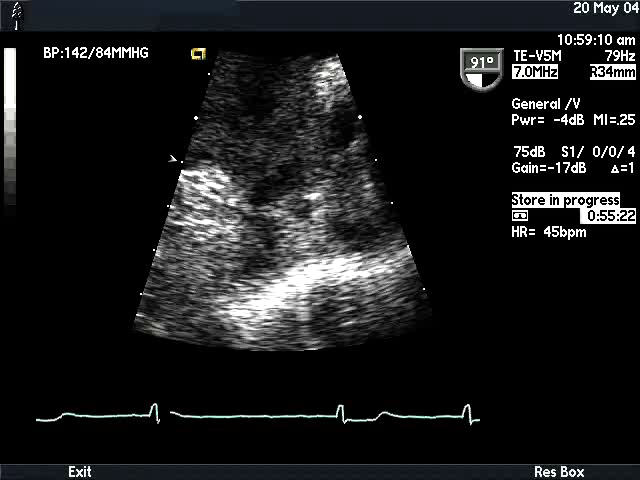 20 May 04
10:59:10 am
BP:142/84MMHG
91°
TE-V5M 79Hz
7.0MHz R34mm
General /V
Pwr= -4dB MI=.25
75dB S1/ 0/0/4
Gain=-17dB Δ=1
Store in progress
0:55:22
HR= 45bpm
Exit
Res Box